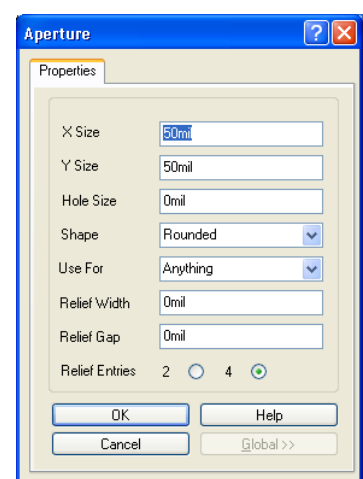 Aperture
Properties
X Size 50mil
Y Size 50mil
Hole Size 0mil
Shape Rounded
Use For Anything
Relief Width 0mil
Relief Gap 0mil
Relief Entries 2 4
OK Help
Cancel Global >>